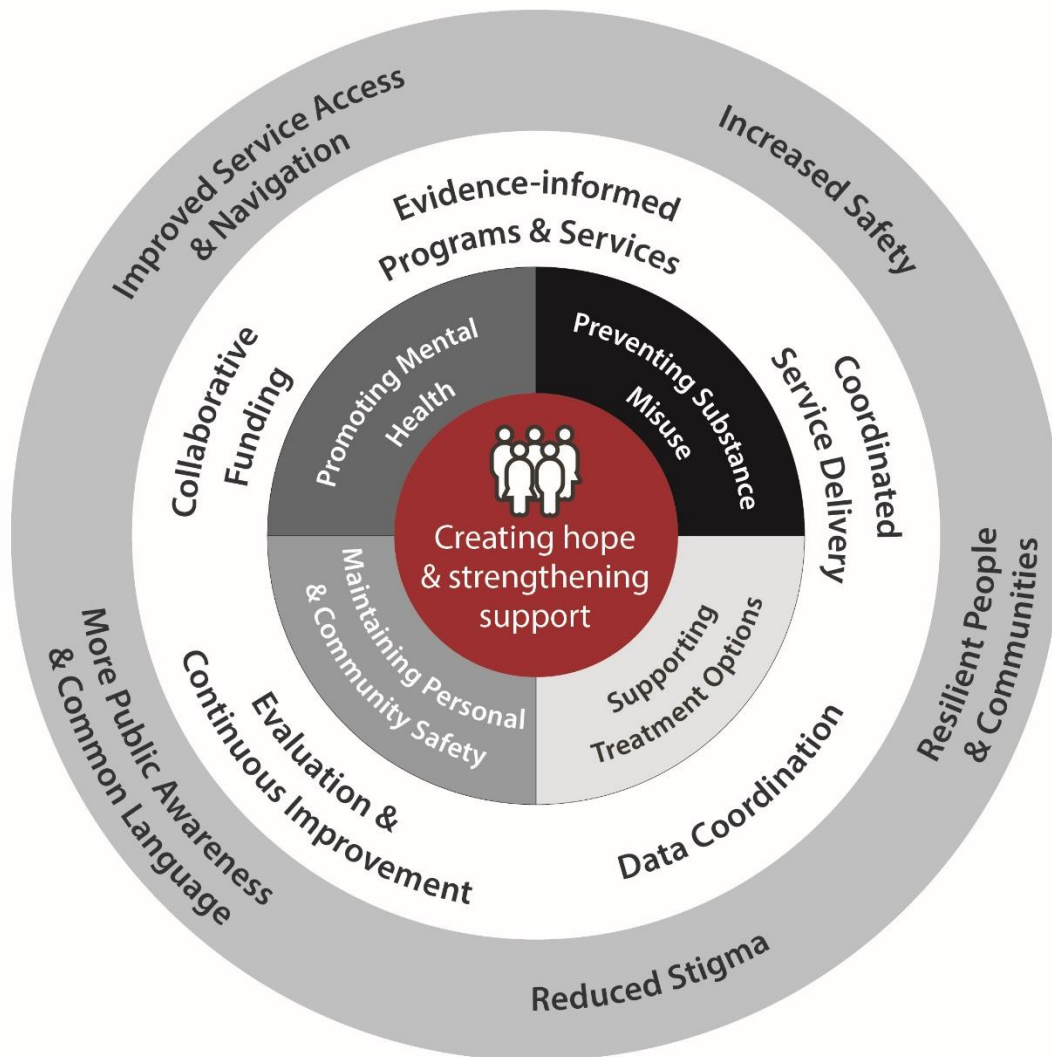 Improved Service Access
& Navigation
Increased Safety
Resilient People
& Communities
Reduced Stigma
More Public Awareness
& Common Language
Evidence-informed
Programs & Services
Coordinated
Service Delivery
Data Coordination
Evaluation &
Continuous Improvement
Collaborative
Funding
Promoting Mental
Health
Preventing Substance
Misuse
Supporting
Treatment Options
Maintaining Personal
& Community Safety
Creating hope
& strengthening
support